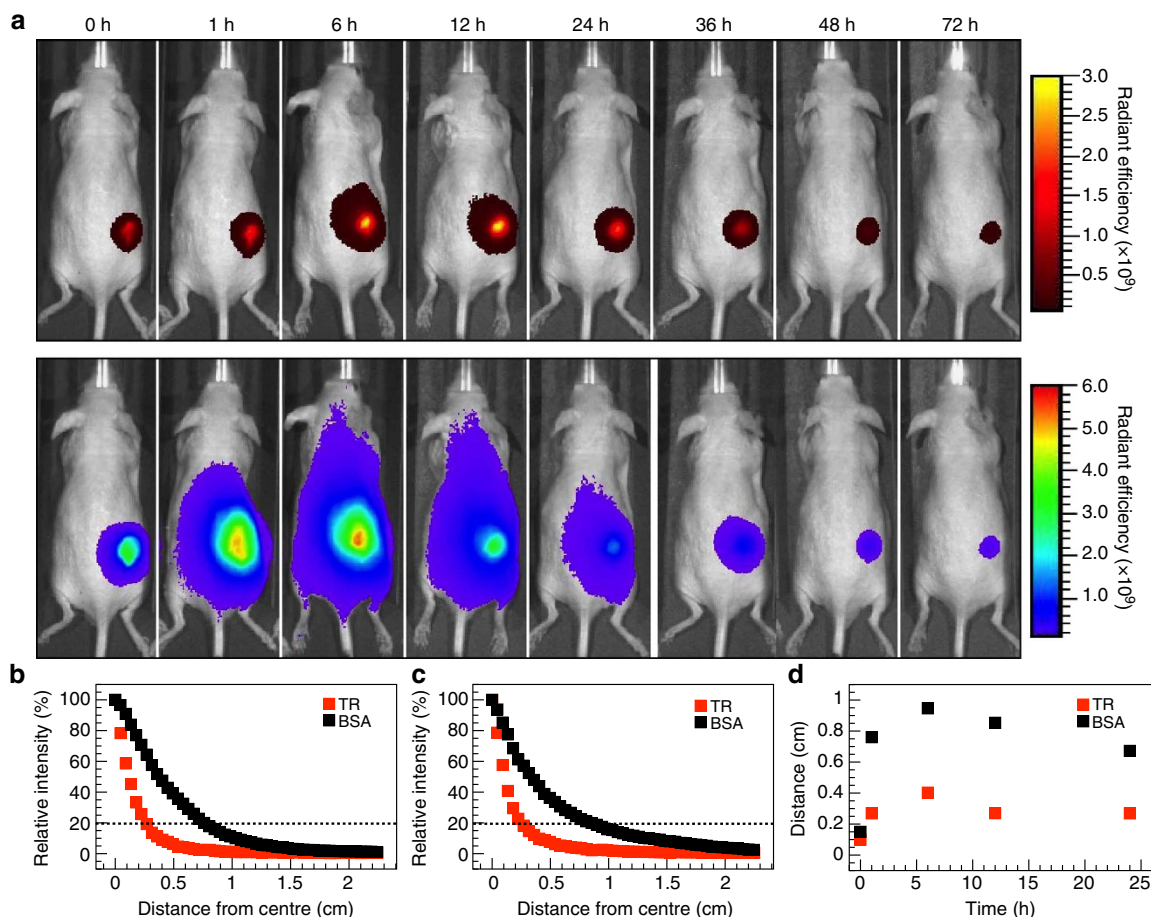 a
0 h 1 h 6 h 12 h 24 h 36 h 48 h 72 h
3.0
2.0
1.0
0.5
Radiant efficiency (×10⁹)
6.0
5.0
4.0
3.0
2.0
1.0
Radiant efficiency (×10⁹)
b
Relative intensity (%)
100
80
60
40
20
0
TR
BSA
0 0.5 1 1.5 2
Distance from centre (cm)
c
Relative intensity (%)
100
80
60
40
20
0
TR
BSA
0 0.5 1 1.5 2
Distance from centre (cm)
d
Distance (cm)
1
0.8
0.6
0.4
0.2
0
TR
BSA
0 5 10 15 20 25
Time (h)